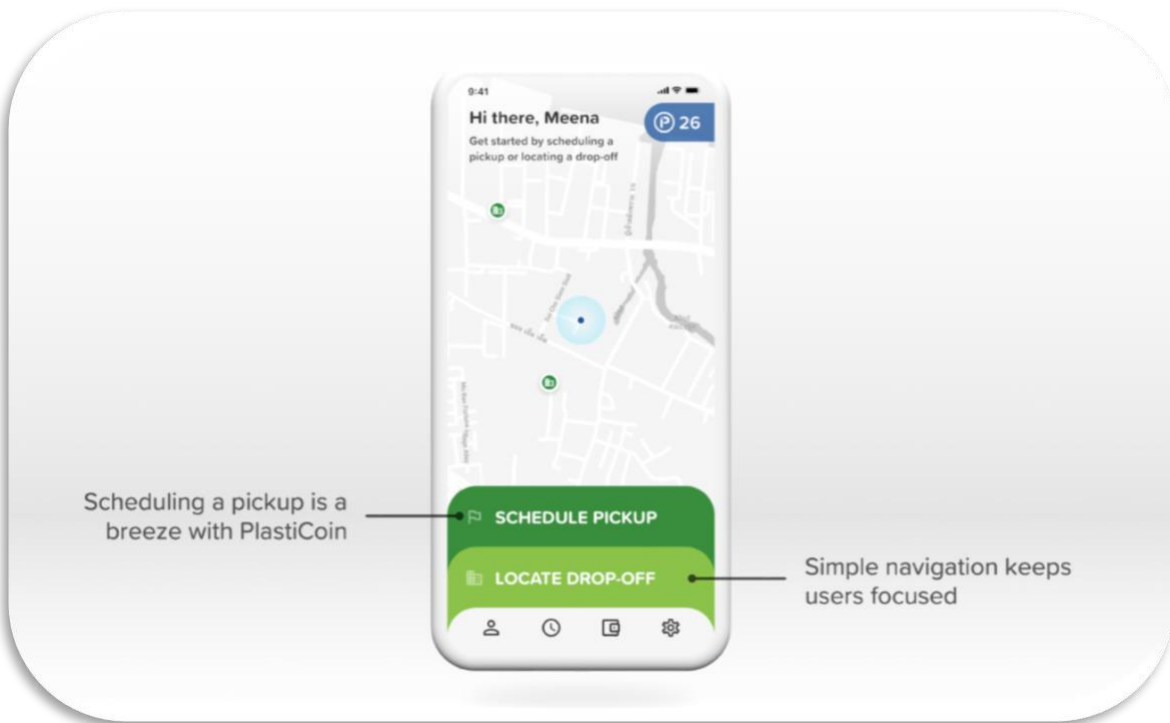 9:41
Hi there, Meena
Get started by scheduling a
pickup or locating a drop-off
P 26
Scheduling a pickup is a
breeze with PlastiCoin
SCHEDULE PICKUP
LOCATE DROP-OFF
Simple navigation keeps
users focused